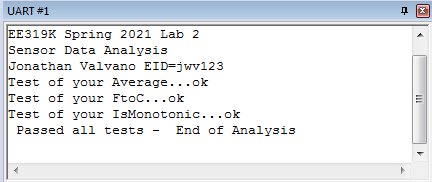 UART #1
EE319K Spring 2021 Lab 2
Sensor Data Analysis
Jonathan Valvano EID=jwv123
Test of your Average...ok
Test of your FtoC...ok
Test of your IsMonotonic...ok
 Passed all tests -  End of Analysis